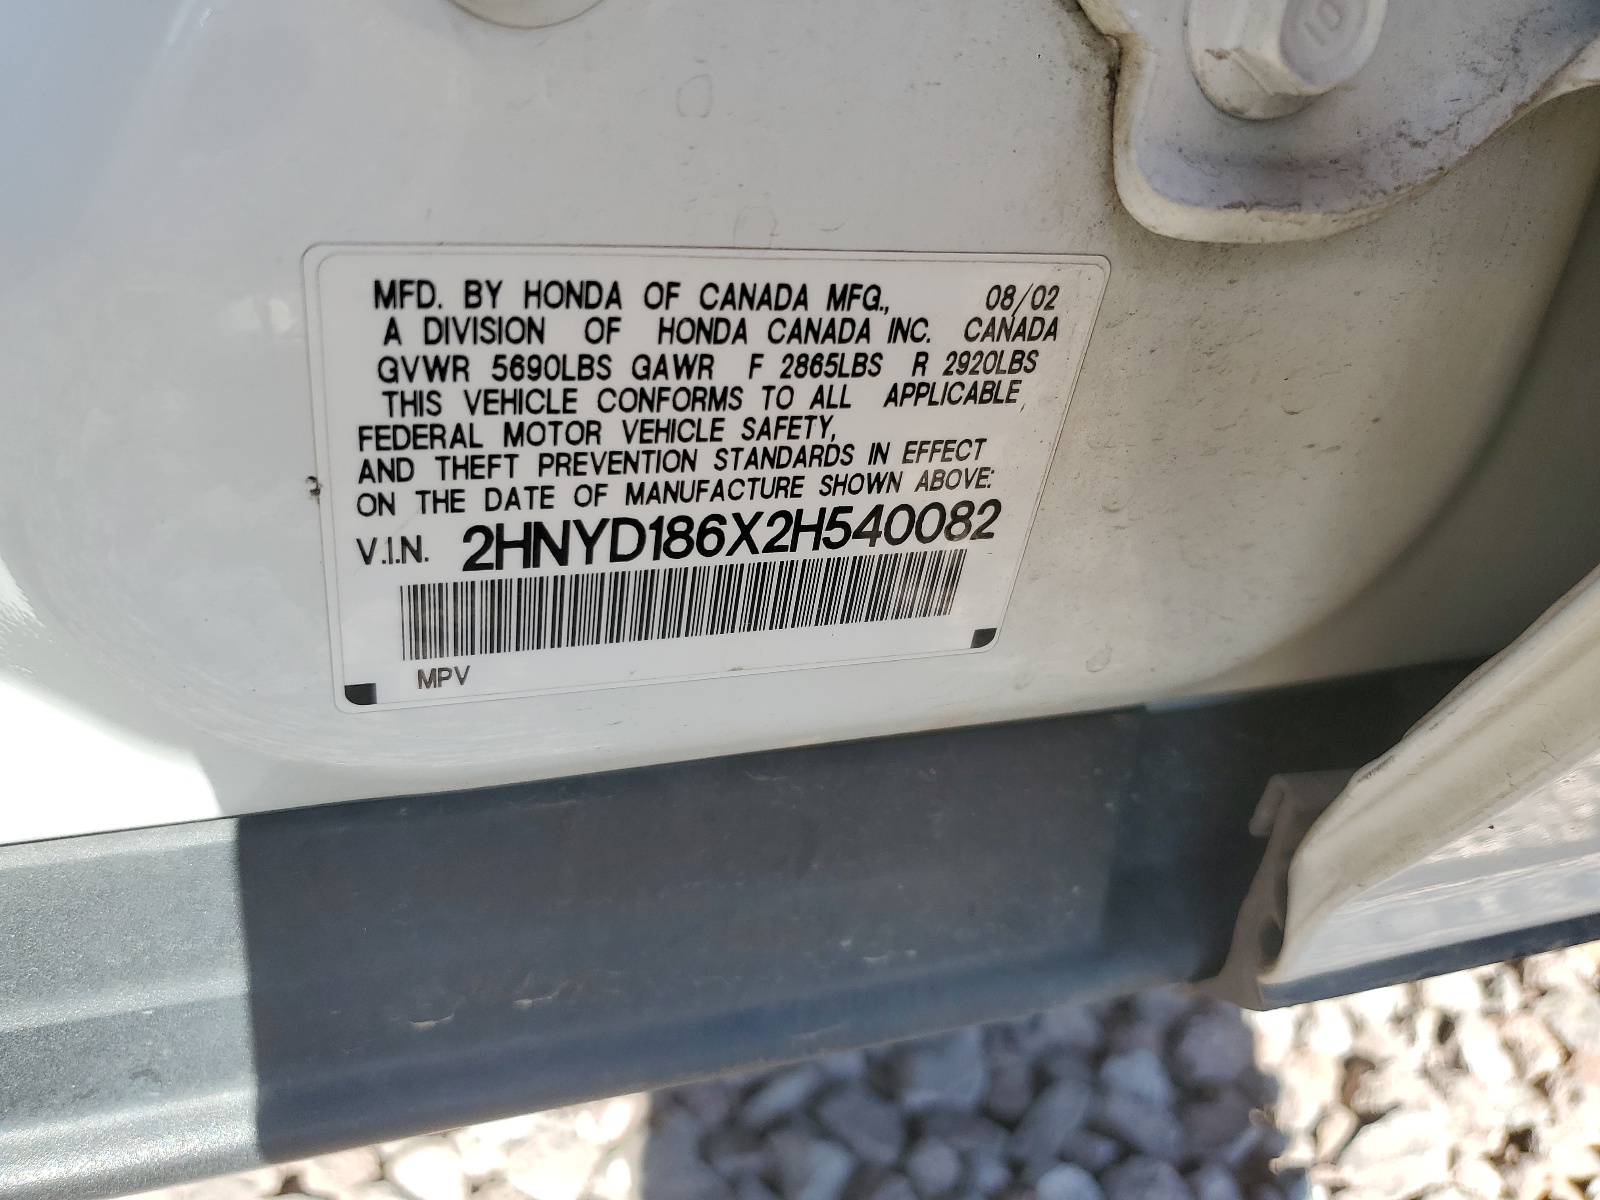 10
MFD. BY HONDA OF CANADA MFG., 08/02
A DIVISION OF HONDA CANADA INC. CANADA
GVWR 5690LBS GAWR F 2865LBS R 2920LBS
THIS VEHICLE CONFORMS TO ALL APPLICABLE
FEDERAL MOTOR VEHICLE SAFETY,
AND THEFT PREVENTION STANDARDS IN EFFECT
ON THE DATE OF MANUFACTURE SHOWN ABOVE:
V.I.N. 2HNYD186X2H540082
MPV